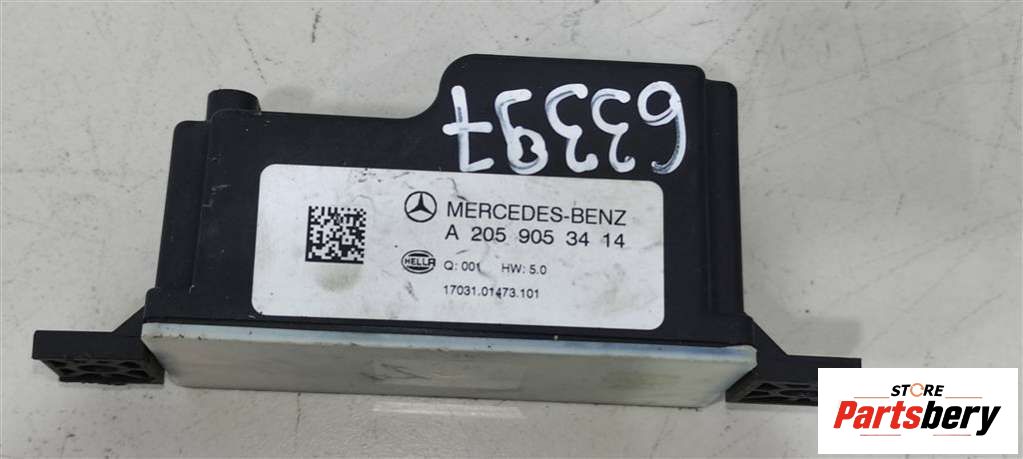 63397
MERCEDES-BENZ
A 205 905 34 14
HELLA Q: 001 HW: 5.0
17031.01473.101
STORE
Partsbery